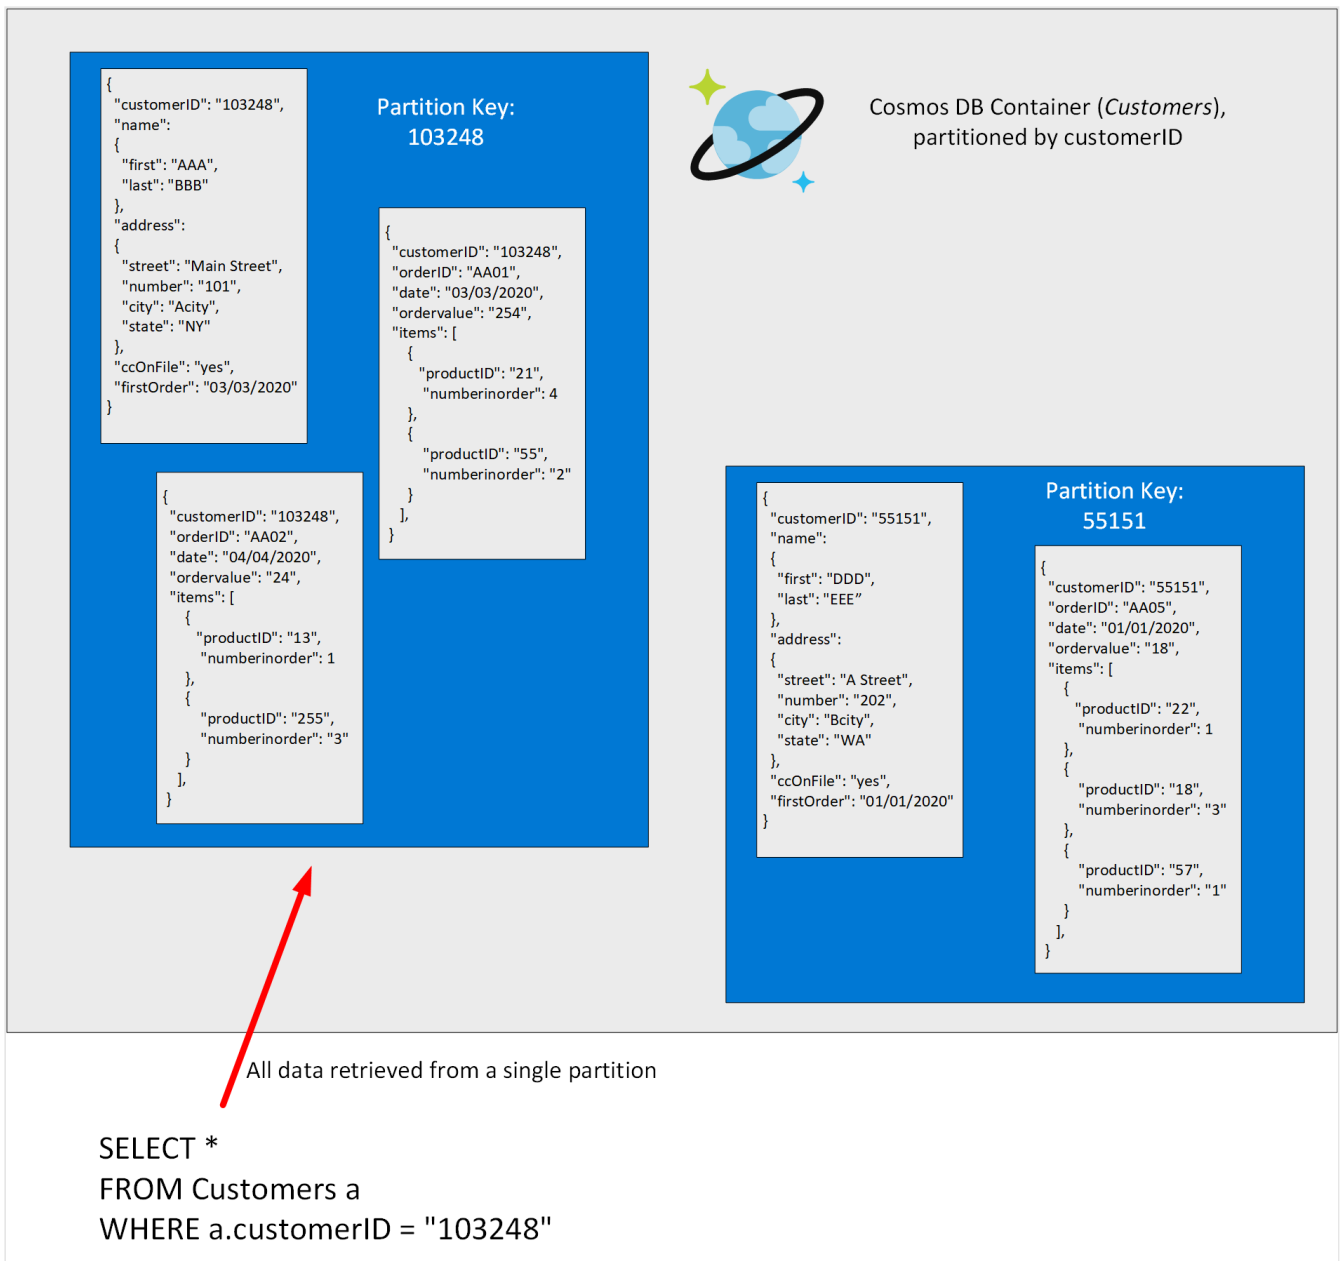 {
"customerID": "103248",
"name":
{
"first": "AAA",
"last": "BBB"
},
"address":
{
"street": "Main Street",
"number": "101",
"city": "Acity",
"state": "NY"
},
"ccOnFile": "yes",
"firstOrder": "03/03/2020"
}
Partition Key:
103248
{
"customerID": "103248",
"orderID": "AA01",
"date": "03/03/2020",
"ordervalue": "254",
"items": [
{
"productID": "21",
"numberinorder": 4
},
{
"productID": "55",
"numberinorder": "2"
}
],
}
{
"customerID": "103248",
"orderID": "AA02",
"date": "04/04/2020",
"ordervalue": "24",
"items": [
{
"productID": "13",
"numberinorder": 1
},
{
"productID": "255",
"numberinorder": "3"
}
],
}
Cosmos DB Container (Customers),
partitioned by customerID
{
"customerID": "55151",
"name":
{
"first": "DDD",
"last": "EEE”
},
"address":
{
"street": "A Street",
"number": "202",
"city": "Bcity",
"state": "WA"
},
"ccOnFile": "yes",
"firstOrder": "01/01/2020"
}
Partition Key:
55151
{
"customerID": "55151",
"orderID": "AA05",
"date": "01/01/2020",
"ordervalue": "18",
"items": [
{
"productID": "22",
"numberinorder": 1
},
{
"productID": "18",
"numberinorder": "3"
},
{
"productID": "57",
"numberinorder": "1"
}
],
}
All data retrieved from a single partition
SELECT *
FROM Customers a
WHERE a.customerID = "103248"